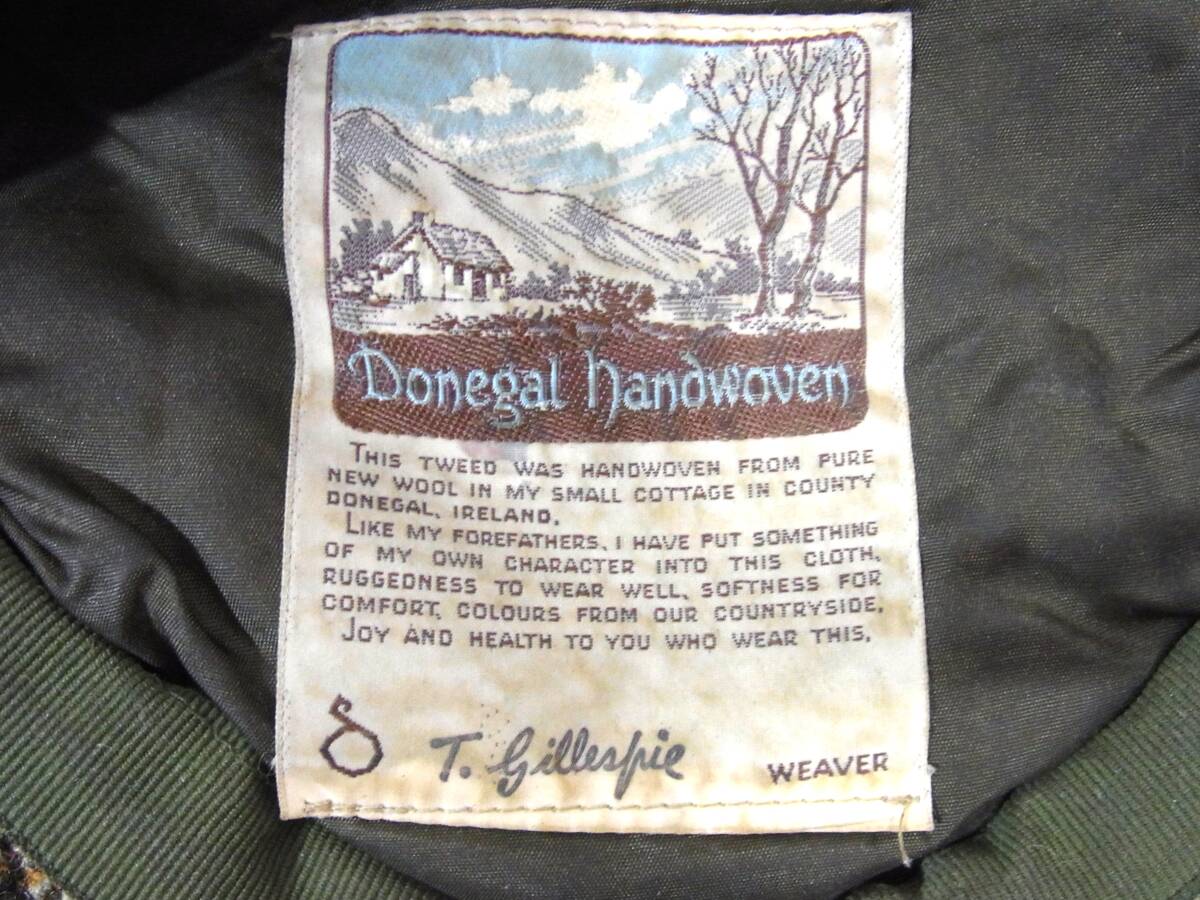 Donegal handwoven
THIS TWEED WAS HANDWOVEN FROM PURE
NEW WOOL IN MY SMALL COTTAGE IN COUNTY
DONEGAL, IRELAND.
LIKE MY FOREFATHERS, I HAVE PUT SOMETHING
OF MY OWN CHARACTER INTO THIS CLOTH,
RUGGEDNESS TO WEAR WELL, SOFTNESS FOR
COMFORT, COLOURS FROM OUR COUNTRYSIDE.
JOY AND HEALTH TO YOU WHO WEAR THIS.
T. Gillespie WEAVER